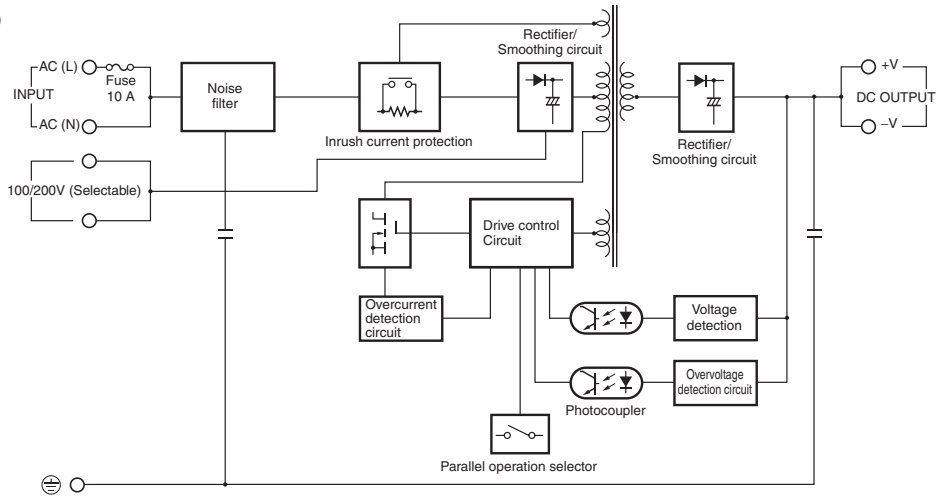 )
AC (L)
Fuse
10 A
INPUT
AC (N)
100/200V (Selectable)
Noise
filter
Inrush current protection
Rectifier/
Smoothing circuit
Rectifier/
Smoothing circuit
+V
DC OUTPUT
−V
Drive control
Circuit
Overcurrent
detection
circuit
Voltage
detection
Overvoltage
detection circuit
Photocoupler
Parallel operation selector